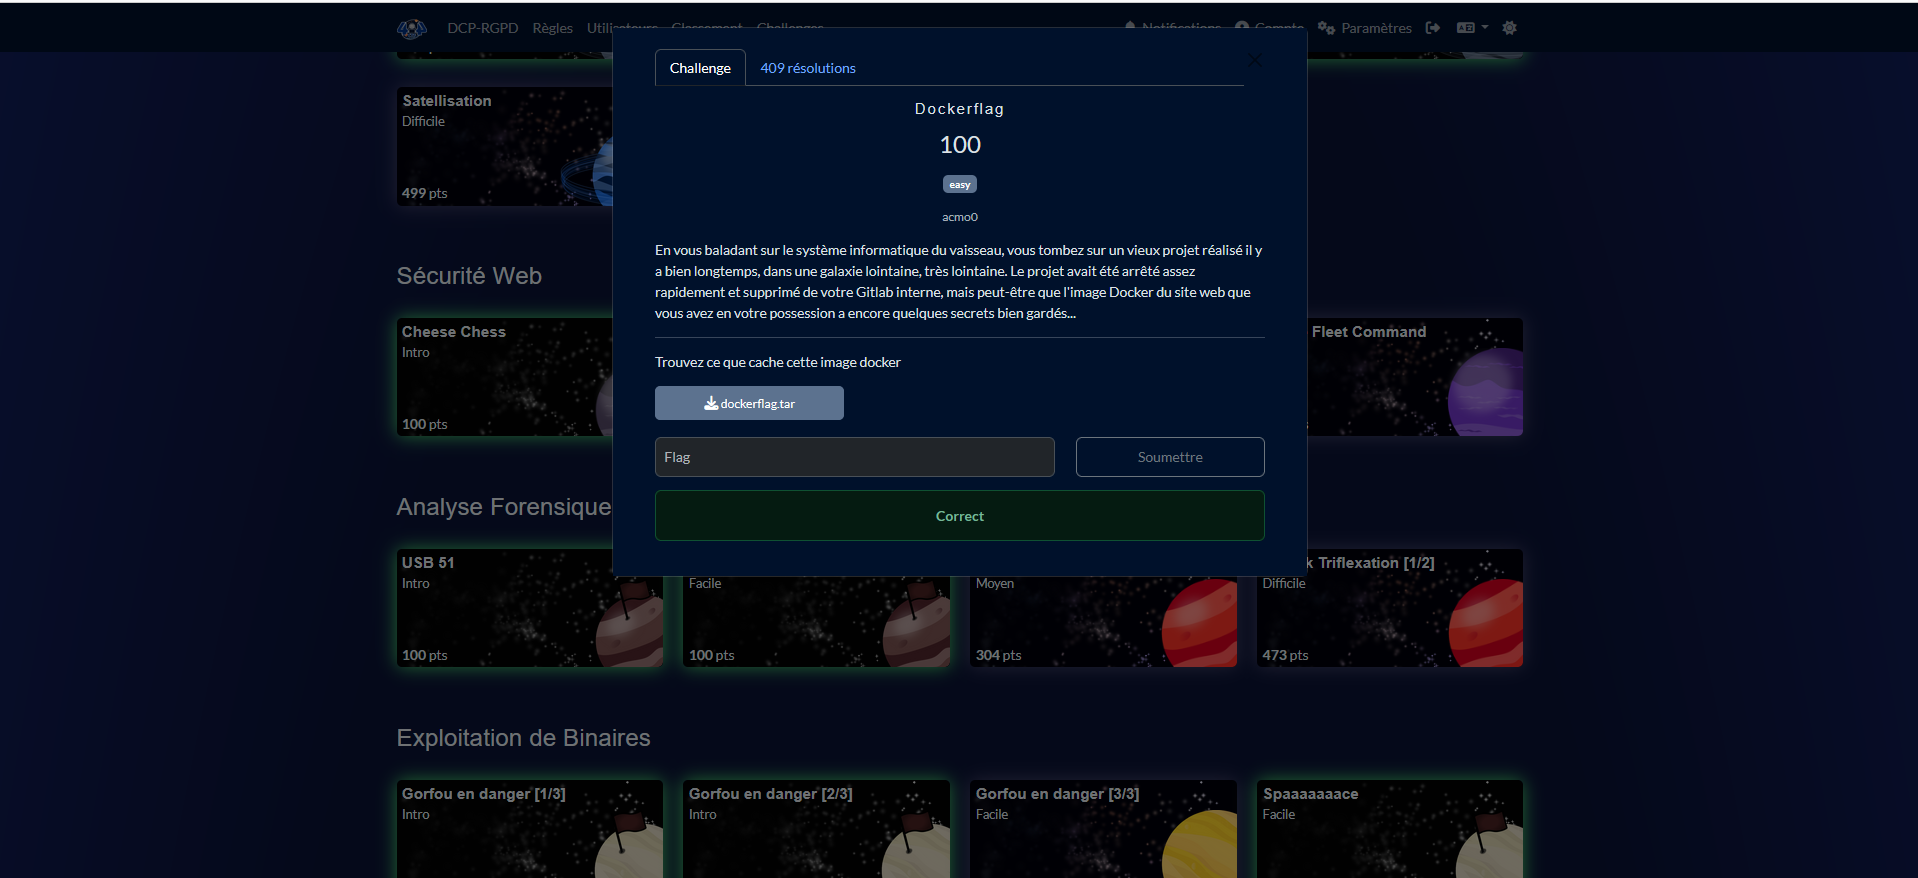 DCP-RGPD Règles Utilisateurs Classement Challenges Notifications Compte Paramètres
Challenge 409 résolutions
Dockerflag
100
easy
acmo0
En vous baladant sur le système informatique du vaisseau, vous tombez sur un vieux projet réalisé il y
a bien longtemps, dans une galaxie lointaine, très lointaine. Le projet avait été arrêté assez
rapidement et supprimé de votre Gitlab interne, mais peut-être que l'image Docker du site web que
vous avez en votre possession a encore quelques secrets bien gardés...
Trouvez ce que cache cette image docker
dockerflag.tar
Flag Soumettre
Correct
Satellisation
Difficile
499 pts
Sécurité Web
Cheese Chess
Intro
100 pts
Fleet Command
Analyse Forensique
USB 51
Intro
100 pts
Facile
100 pts
Moyen
304 pts
Triflexation [1/2]
Difficile
473 pts
Exploitation de Binaires
Gorfou en danger [1/3]
Intro
Gorfou en danger [2/3]
Intro
Gorfou en danger [3/3]
Facile
Spaaaaaaace
Facile